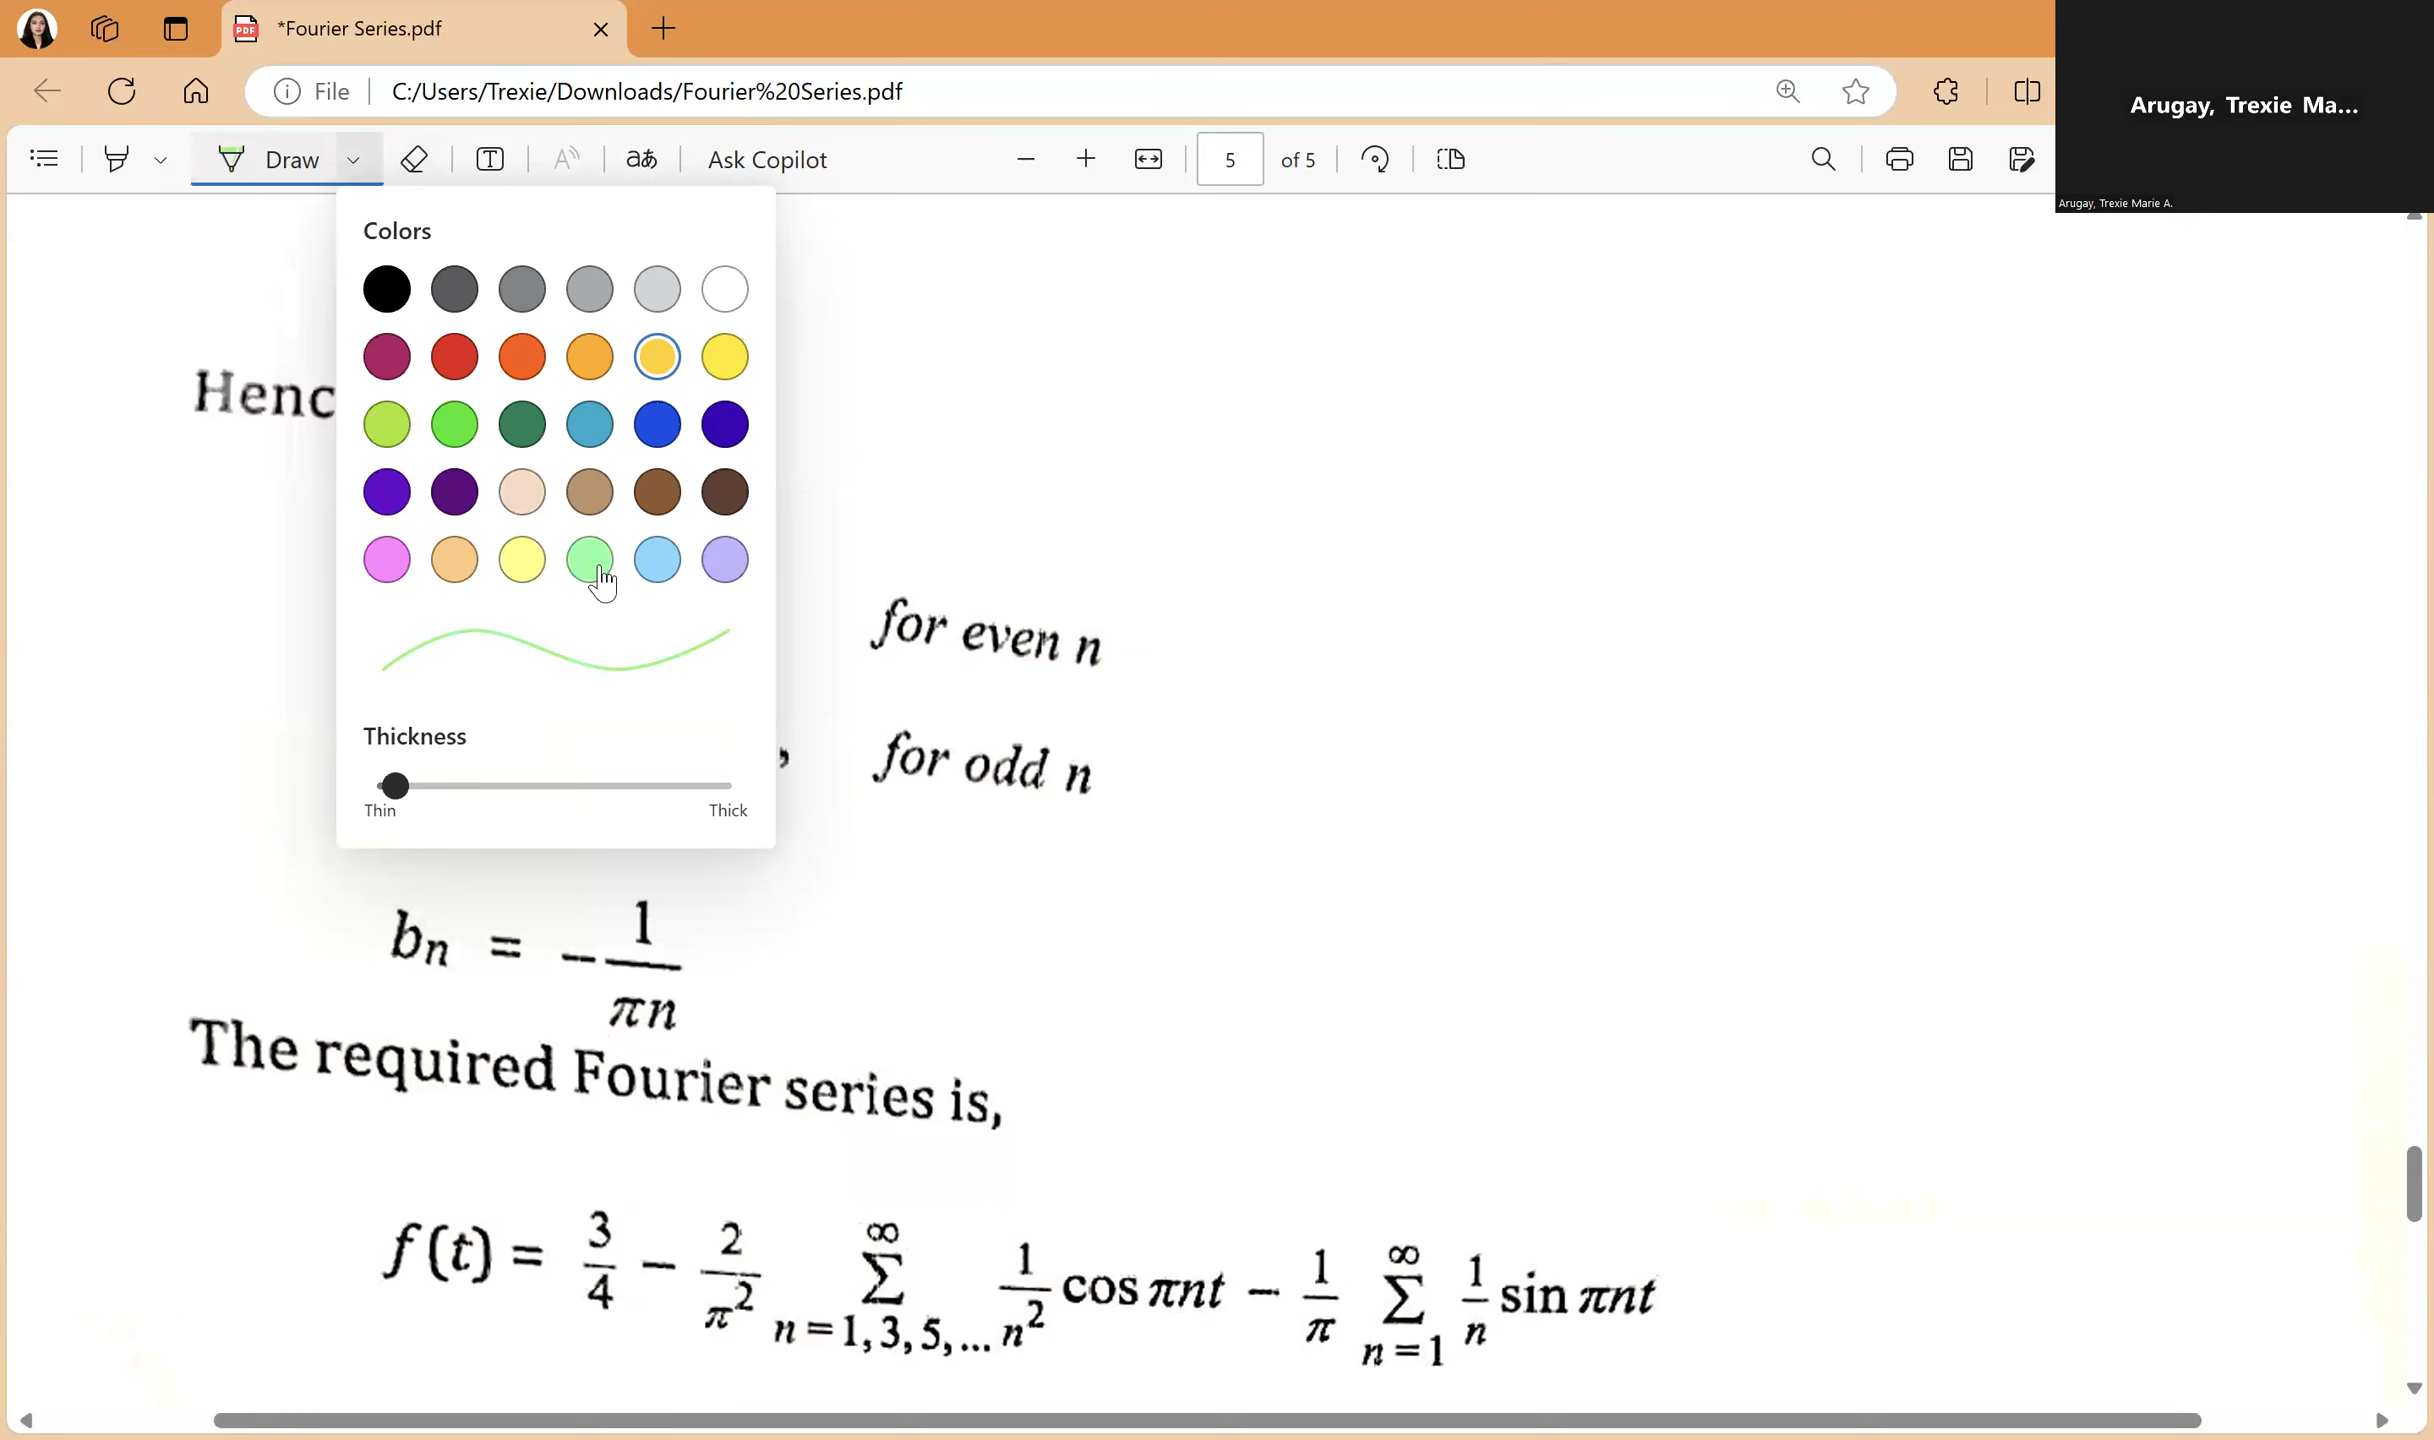 *Fourier Series.pdf
File
C:/Users/Trexie/Downloads/Fourier%20Series.pdf
Arugay, Trexie Ma...
Draw
aあ
Ask Copilot
5 of 5
Arugay, Trexie Marie A.
Colors
Henc
for even n
Thickness
, for odd n
Thin
Thick
bn = -1/πn
The required Fourier series is,
f(t) = 3/4 - 2/π² ∞∑n=1,3,5,... 1/n² cos πnt - 1/π ∞∑n=1 1/n sin πnt